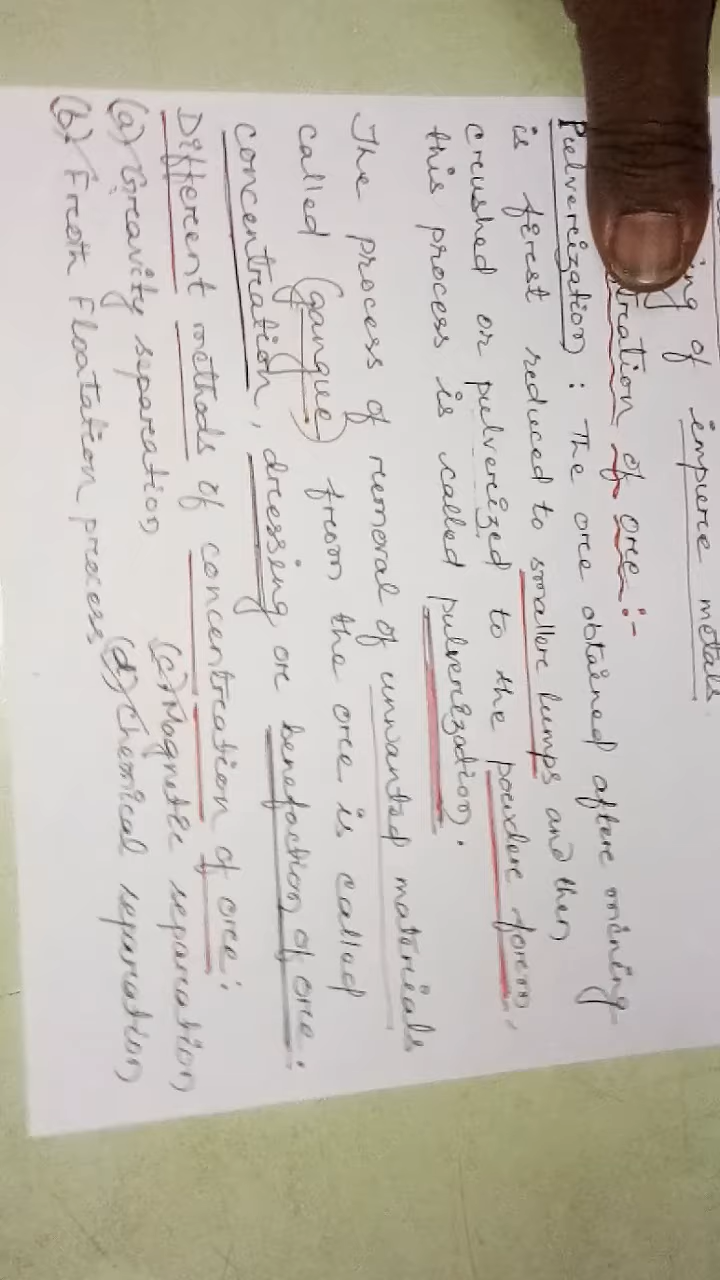 of impure metals
of ore :-
Pulverization : The ore obtained after mining
is first reduced to smaller lumps and then
crushed or pulverized to the powder form,
this process is called pulverization.
The process of removal of unwanted materials
called (gangue) from the ore is called
concentration, dressing or benefaction of ore.
Different methods of concentration of ore :
(a) Gravity separation (c) Magnetic separation
(b) Froth Floatation process (d) Chemical separation